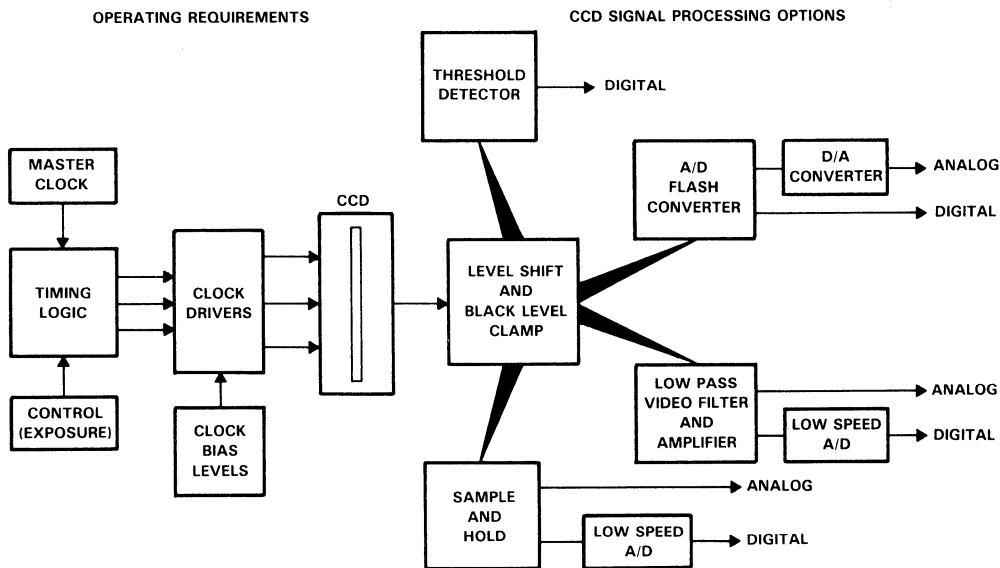 OPERATING REQUIREMENTS
CCD SIGNAL PROCESSING OPTIONS
MASTER
CLOCK
TIMING
LOGIC
CONTROL
(EXPOSURE)
CLOCK
DRIVERS
CLOCK
BIAS
LEVELS
CCD
LEVEL SHIFT
AND
BLACK LEVEL
CLAMP
THRESHOLD
DETECTOR
DIGITAL
A/D
FLASH
CONVERTER
D/A
CONVERTER
ANALOG
DIGITAL
LOW PASS
VIDEO FILTER
AND
AMPLIFIER
ANALOG
LOW SPEED
A/D
DIGITAL
SAMPLE
AND
HOLD
ANALOG
LOW SPEED
A/D
DIGITAL